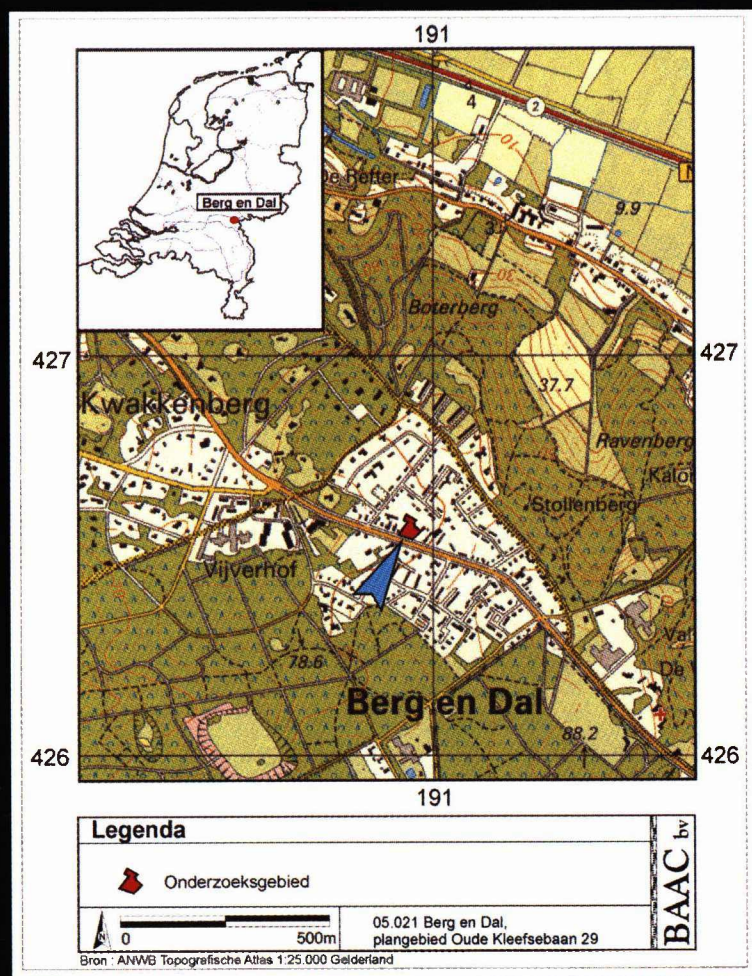 191
Berg en Dal
4
2
10
De Refter
9.9
30
Boterberg
427
427
37.7
Kwakkenberg
Ravenberg
Stollenberg
Vijverhof
78.6
Berg en Dal
88.2
426
426
191
Legenda
Onderzoeksgebied
N
0 500m
05.021 Berg en Dal,
plangebied Oude Kleefsebaan 29
BAAC bv
Bron : ANWB Topografische Atlas 1:25.000 Gelderland